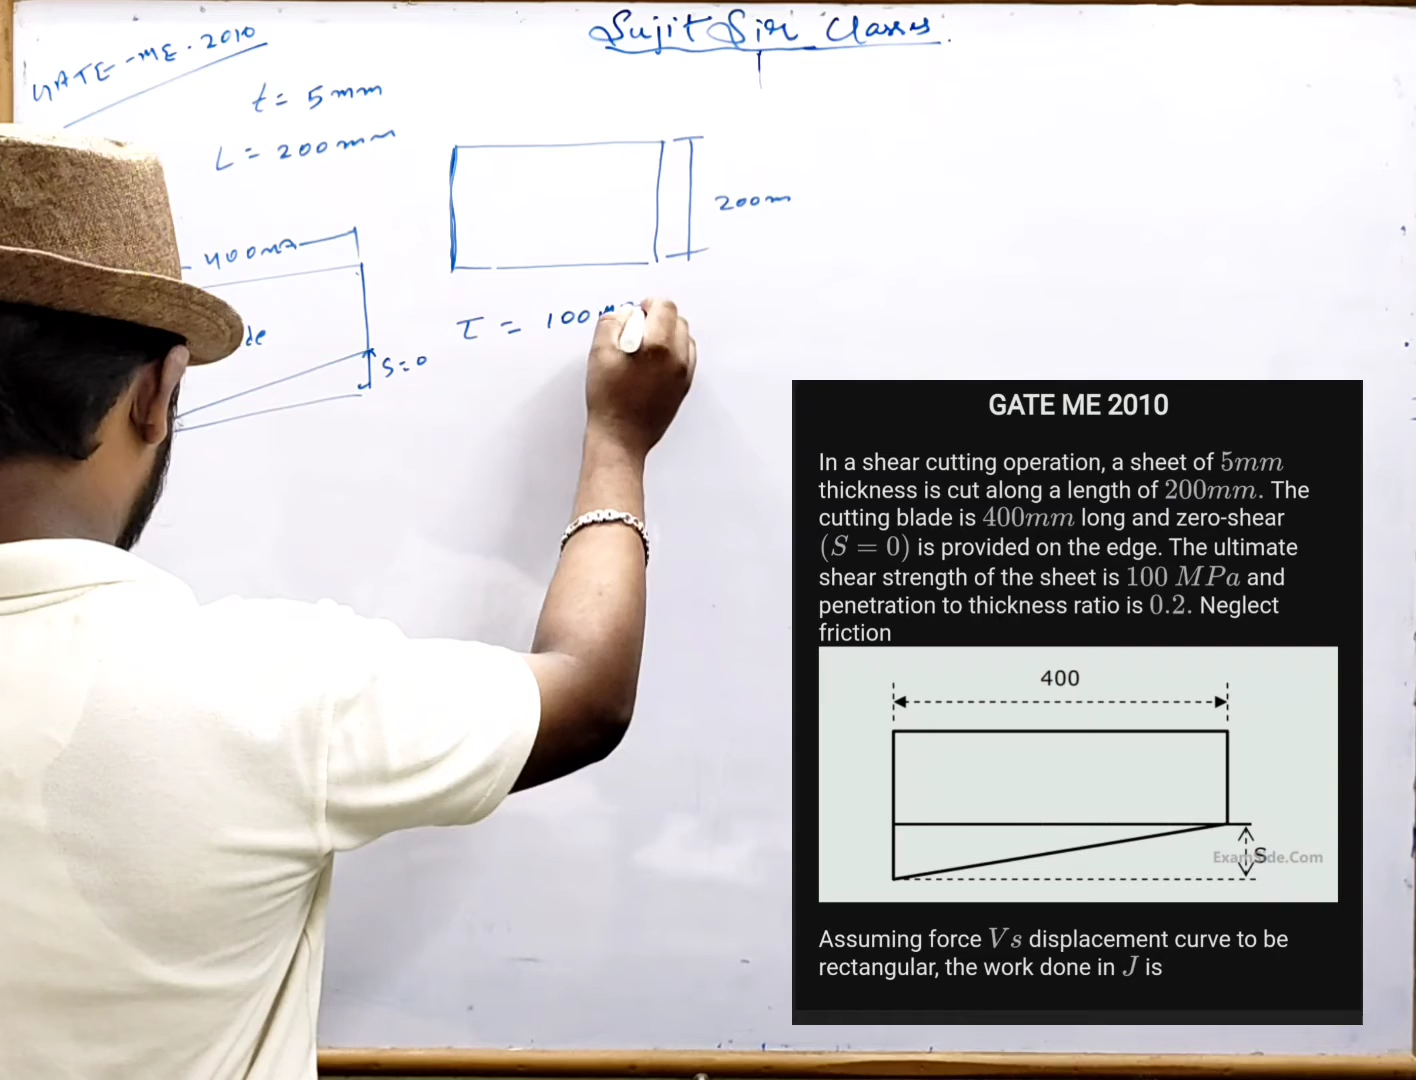 Sujit Sir Classes.
GATE-ME.2010
t = 5mm
L = 200mm
200m
400mm
de
S=0
τ = 100
GATE ME 2010
In a shear cutting operation, a sheet of 5mm
thickness is cut along a length of 200mm. The
cutting blade is 400mm long and zero-shear
(S = 0) is provided on the edge. The ultimate
shear strength of the sheet is 100 MPa and
penetration to thickness ratio is 0.2. Neglect
friction
400
S
ExamSide.Com
Assuming force Vs displacement curve to be
rectangular, the work done in J is